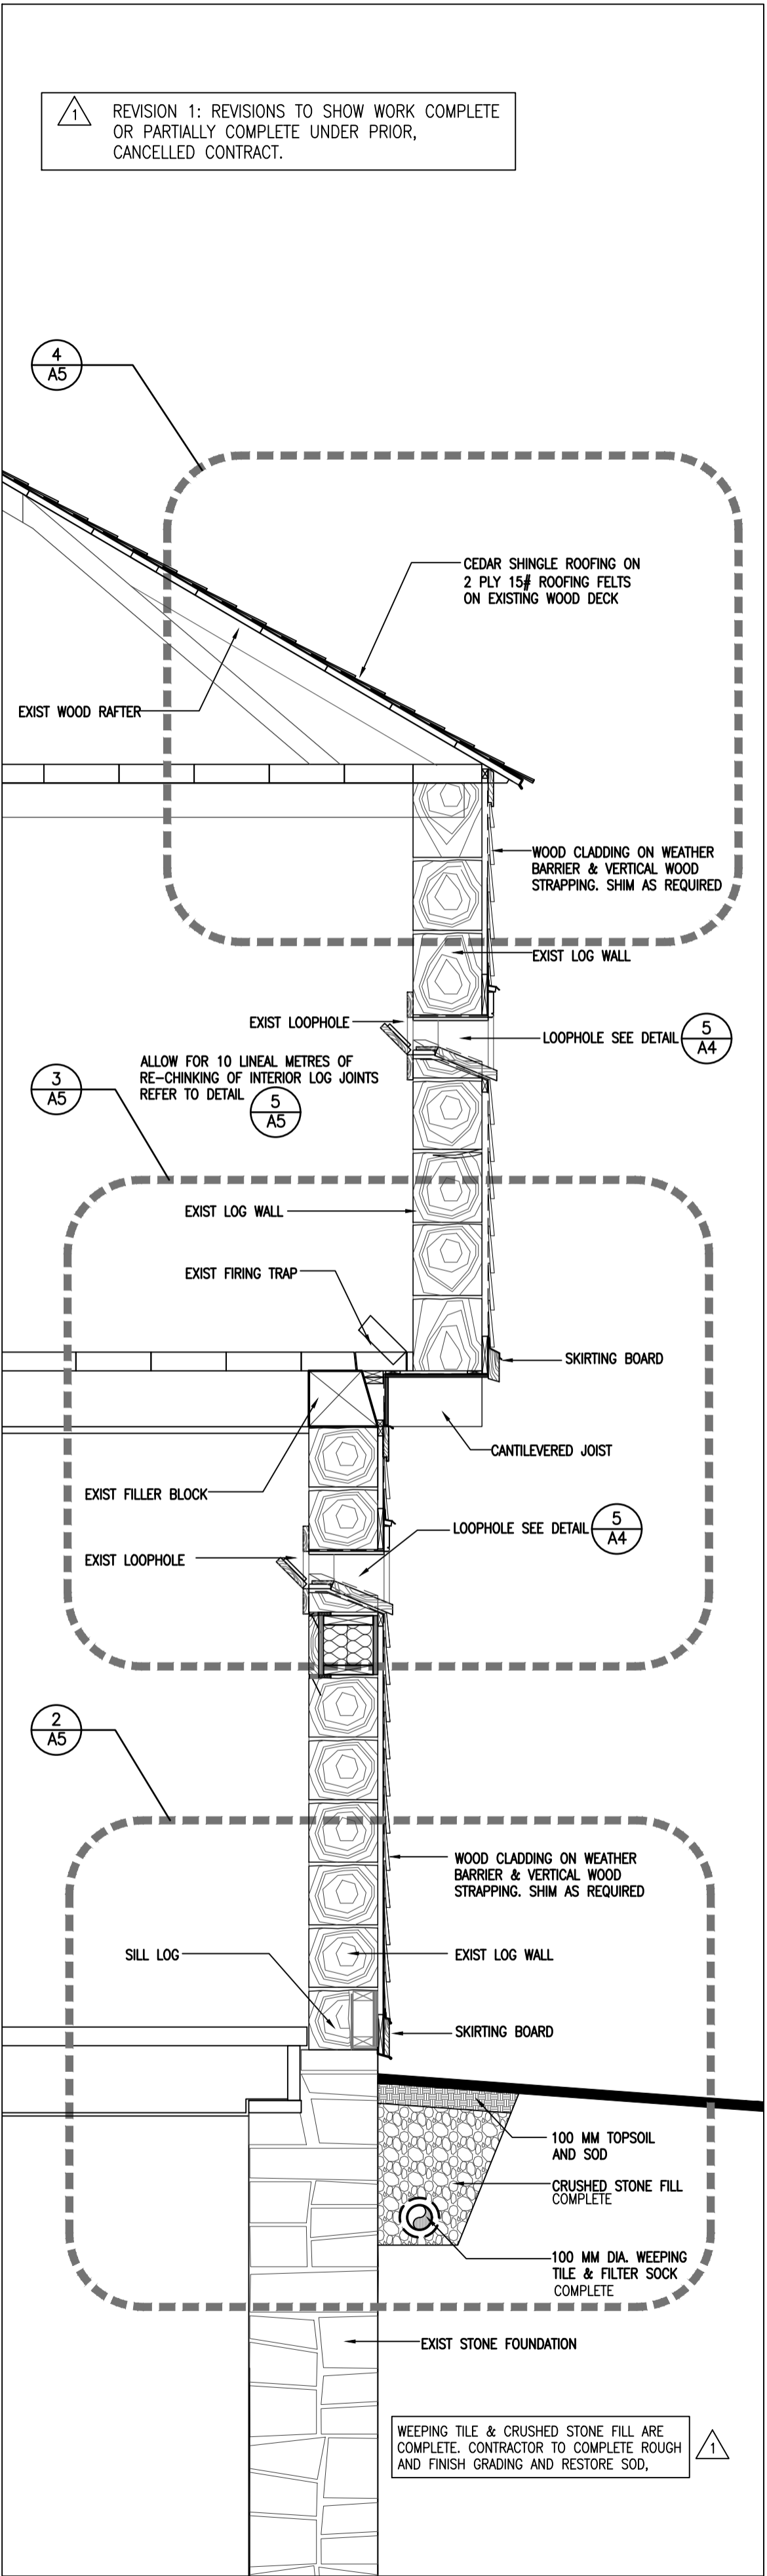 1
REVISION 1: REVISIONS TO SHOW WORK COMPLETE
OR PARTIALLY COMPLETE UNDER PRIOR,
CANCELLED CONTRACT.
4
A5
CEDAR SHINGLE ROOFING ON
2 PLY 15# ROOFING FELTS
ON EXISTING WOOD DECK
EXIST WOOD RAFTER
WOOD CLADDING ON WEATHER
BARRIER & VERTICAL WOOD
STRAPPING. SHIM AS REQUIRED
EXIST LOG WALL
EXIST LOOPHOLE
LOOPHOLE SEE DETAIL
5
A4
3
A5
ALLOW FOR 10 LINEAL METRES OF
RE-CHINKING OF INTERIOR LOG JOINTS
REFER TO DETAIL
5
A5
EXIST LOG WALL
EXIST FIRING TRAP
SKIRTING BOARD
CANTILEVERED JOIST
EXIST FILLER BLOCK
LOOPHOLE SEE DETAIL
5
A4
EXIST LOOPHOLE
2
A5
WOOD CLADDING ON WEATHER
BARRIER & VERTICAL WOOD
STRAPPING. SHIM AS REQUIRED
SILL LOG
EXIST LOG WALL
SKIRTING BOARD
100 MM TOPSOIL
AND SOD
CRUSHED STONE FILL
COMPLETE
100 MM DIA. WEEPING
TILE & FILTER SOCK
COMPLETE
EXIST STONE FOUNDATION
WEEPING TILE & CRUSHED STONE FILL ARE
COMPLETE. CONTRACTOR TO COMPLETE ROUGH
AND FINISH GRADING AND RESTORE SOD,
1